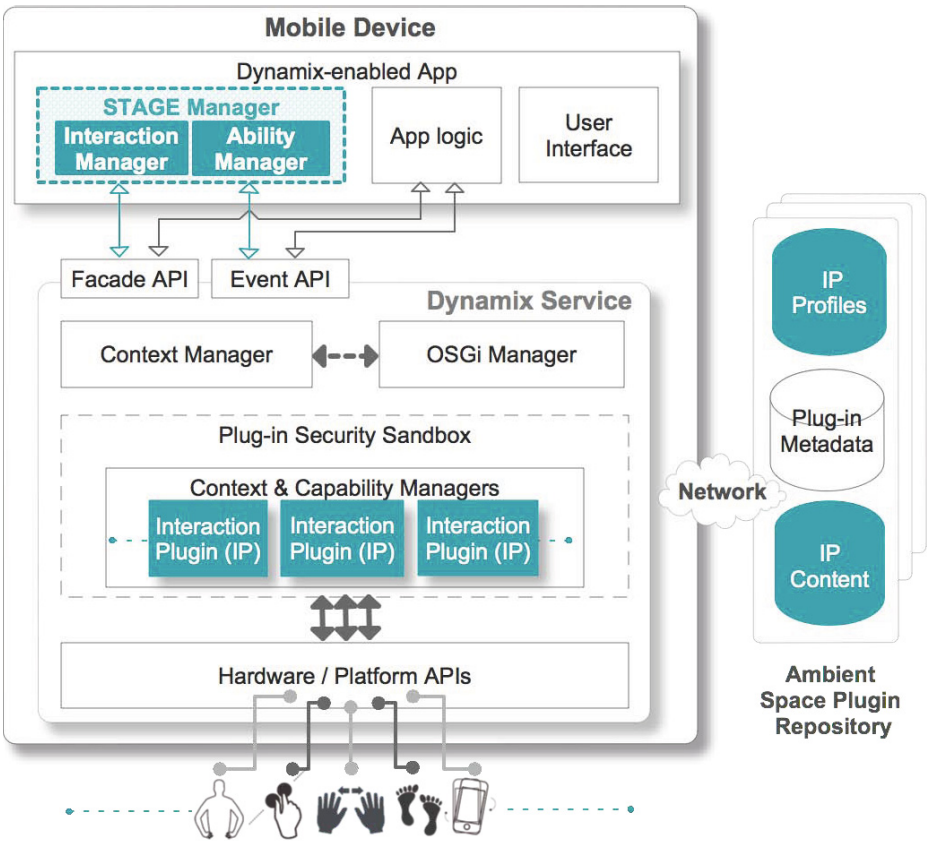 Mobile Device
Dynamix-enabled App
STAGE Manager
Interaction
Manager
Ability
Manager
App logic
User
Interface
Facade API
Event API
Dynamix Service
Context Manager
OSGi Manager
Plug-in Security Sandbox
Context & Capability Managers
Interaction
Plugin (IP)
Interaction
Plugin (IP)
Interaction
Plugin (IP)
Hardware / Platform APIs
Network
IP
Profiles
Plug-in
Metadata
IP
Content
Ambient
Space Plugin
Repository